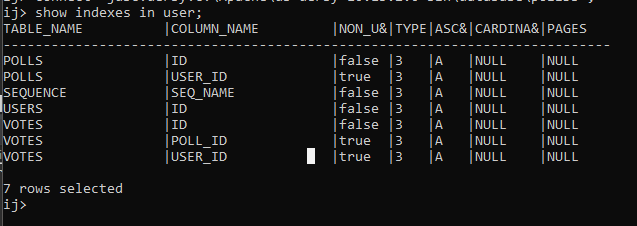 ij> show indexes in user;
TABLE_NAME          |COLUMN_NAME         |NON_U&|TYPE|ASC&|CARDINA&|PAGES
----------------------------------------------------------------------------
POLLS               |ID                  |false |3   |A   |NULL    |NULL
POLLS               |USER_ID             |true  |3   |A   |NULL    |NULL
SEQUENCE            |SEQ_NAME            |false |3   |A   |NULL    |NULL
USERS               |ID                  |false |3   |A   |NULL    |NULL
VOTES               |ID                  |false |3   |A   |NULL    |NULL
VOTES               |POLL_ID             |true  |3   |A   |NULL    |NULL
VOTES               |USER_ID             |true  |3   |A   |NULL    |NULL
7 rows selected
ij>